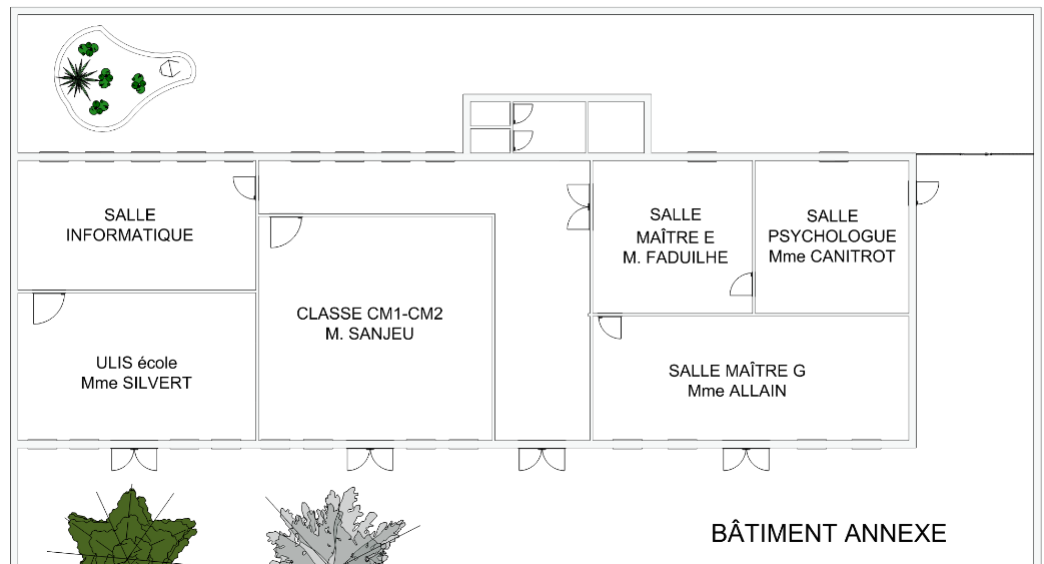 SALLE
INFORMATIQUE
SALLE
MAÎTRE E
M. FADUILHE
SALLE
PSYCHOLOGUE
Mme CANITROT
CLASSE CM1-CM2
M. SANJEU
ULIS école
Mme SILVERT
SALLE MAÎTRE G
Mme ALLAIN
BÂTIMENT ANNEXE